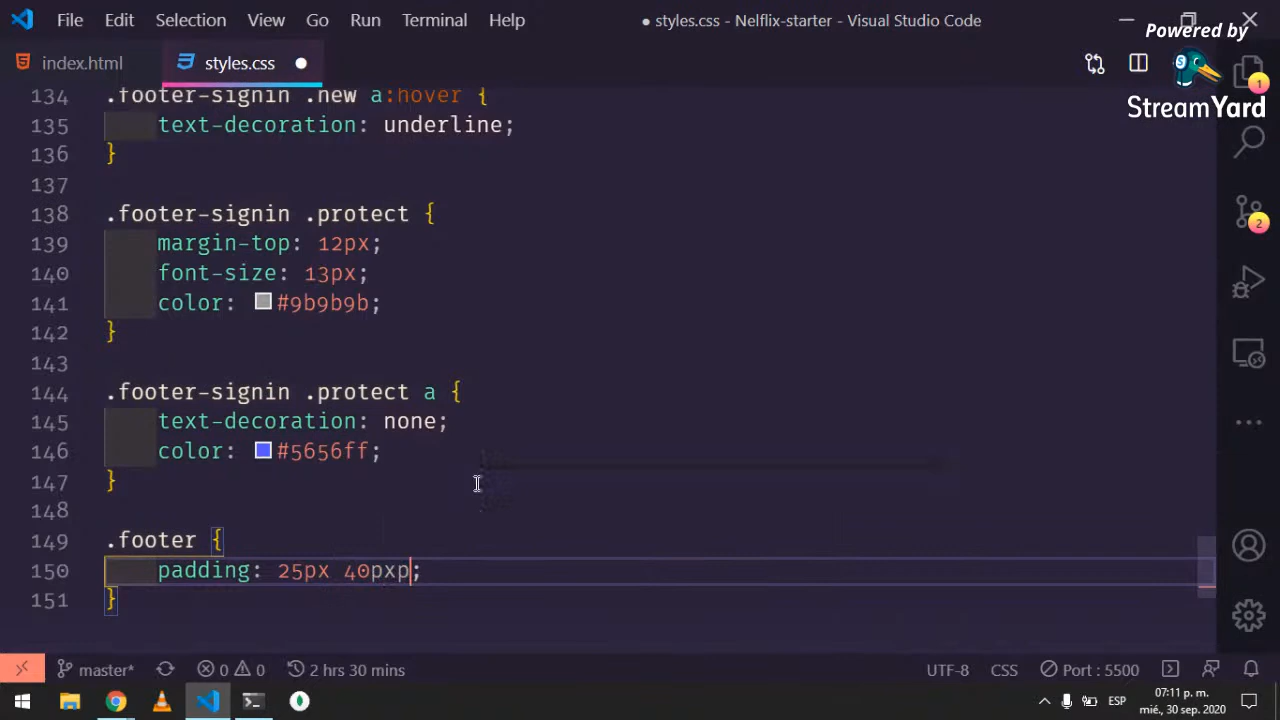 File Edit Selection View Go Run Terminal Help ● styles.css - Nelflix-starter - Visual Studio Code
Powered by
StreamYard
index.html styles.css ●
134 .footer-signin .new a:hover {
135 text-decoration: underline;
136 }
137
138 .footer-signin .protect {
139 margin-top: 12px;
140 font-size: 13px;
141 color: #9b9b9b;
142 }
143
144 .footer-signin .protect a {
145 text-decoration: none;
146 color: #5656ff;
147 }
148
149 .footer {
150 padding: 25px 40pxp;
151 }
1
2
master* 0 0 2 hrs 30 mins UTF-8 CSS Port : 5500
ESP 07:11 p. m.
mié, 30 sep. 2020